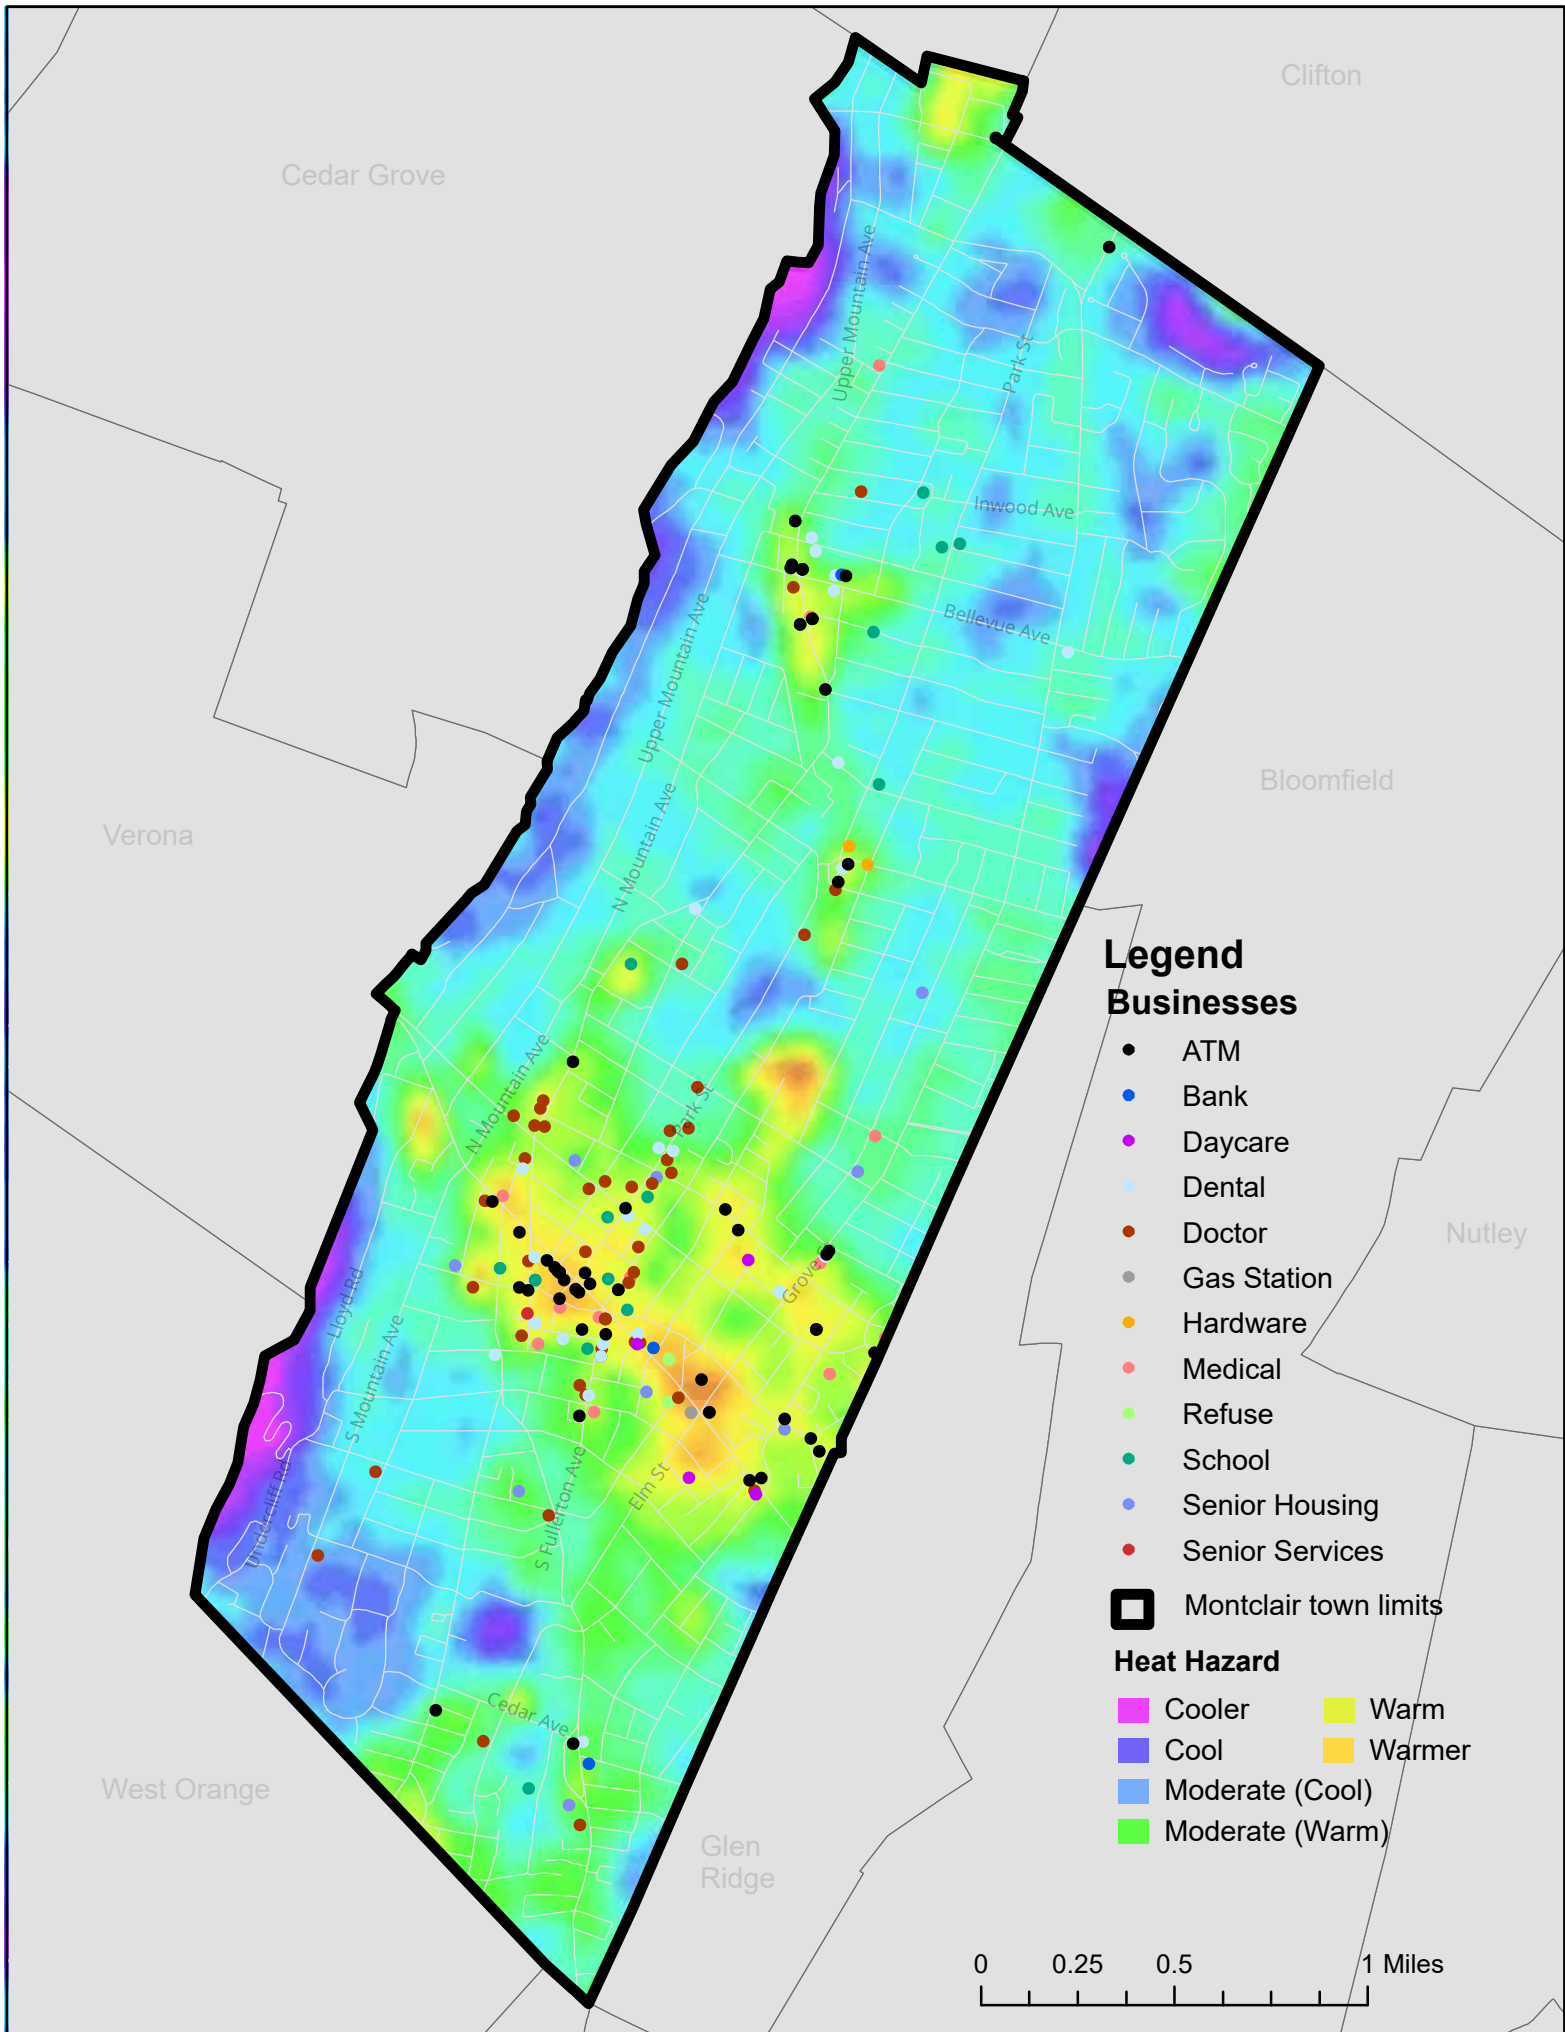 Clifton
Cedar Grove
Upper Mountain Ave
Park St
Inwood Ave
Bellevue Ave
Upper Mountain Ave
Bloomfield
Verona
N Mountain Ave
N Mountain Ave
Park St
Nutley
Grove St
Lloyd Rd
S Mountain Ave
Undercliff Rd
S Fullerton Ave
Elm St
Cedar Ave
West Orange
Glen
Ridge
Legend
Businesses
ATM
Bank
Daycare
Dental
Doctor
Gas Station
Hardware
Medical
Refuse
School
Senior Housing
Senior Services
Montclair town limits
Heat Hazard
Cooler
Warm
Cool
Warmer
Moderate (Cool)
Moderate (Warm)
0 0.25 0.5 1 Miles